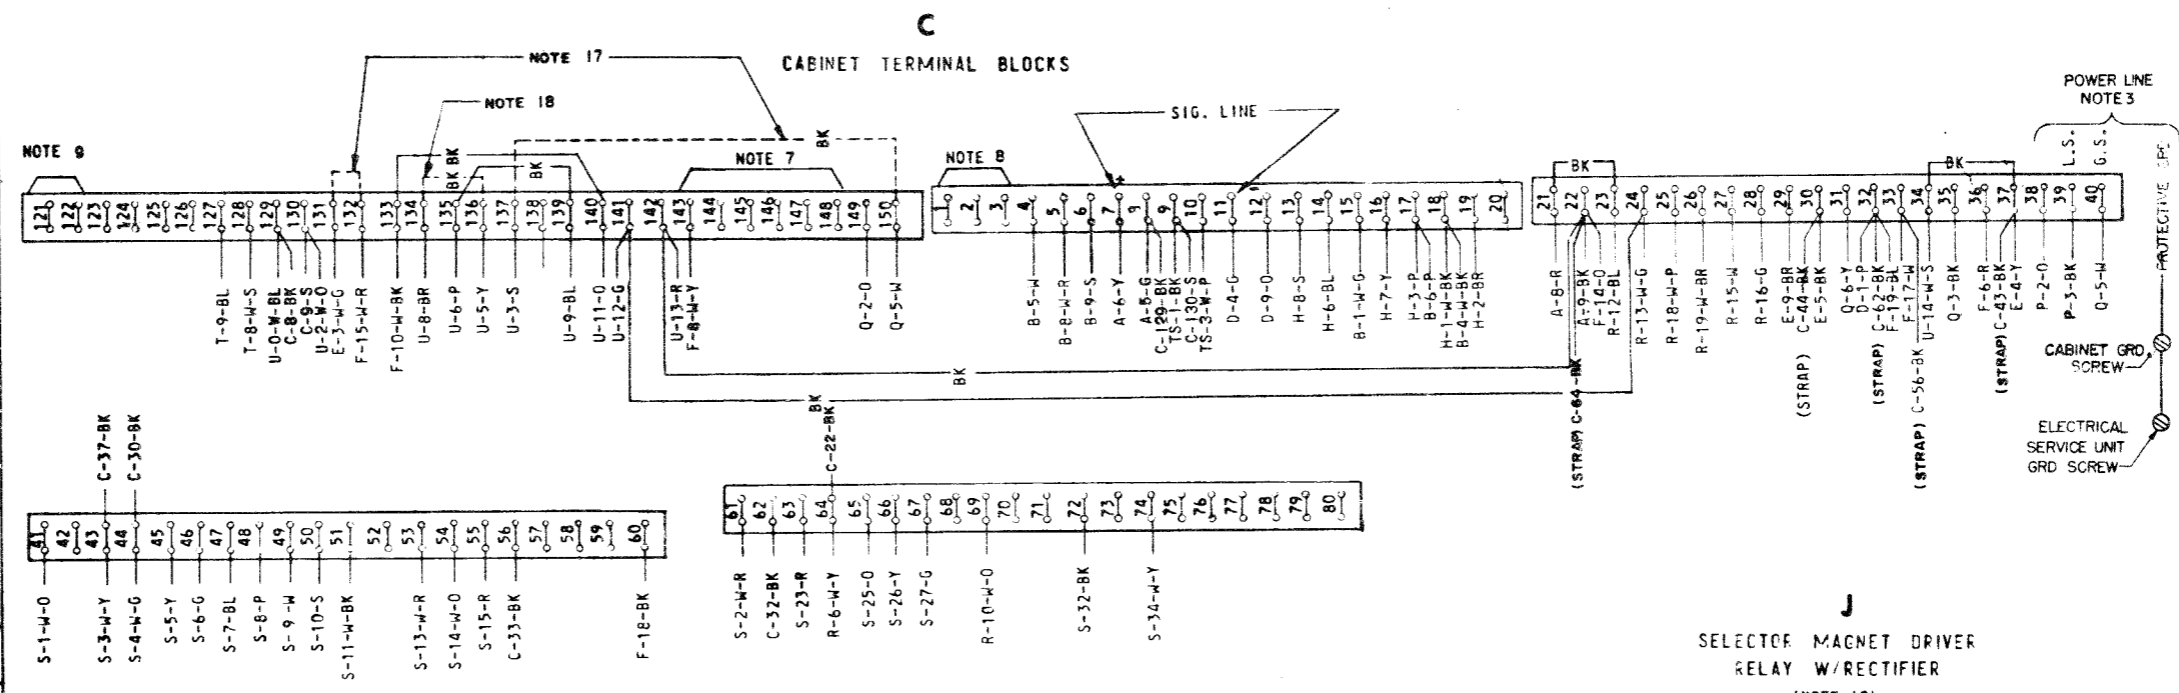 C
CABINET TERMINAL BLOCKS
NOTE 17
NOTE 18
SIG. LINE
POWER LINE
NOTE 3
L.S.
G.S.
NOTE 9
NOTE 7
NOTE 8
BK
BK
BK
BK
BK
BK
+
121 122 123 124 125 126 127 128 129 130 131 132 133 134 135 136 137 138 139 140 141 142 143 144 145 146 147 148 149 150
1 2 3 4 5 6 7 9 9 10 11 12 13 14 15 16 17 18 19 20
21 22 23 24 25 26 27 28 29 30 31 32 33 34 35 36 37 38 39 40
PROTECTIVE
T-9-BL
T-8-W-S
U-0-W-BL
C-8-BK
C-9-S
U-2-W-O
E-3-W-G
F-15-W-R
F-10-W-BK
U-8-BR
U-6-P
U-5-Y
U-3-S
U-9-BL
U-11-O
U-12-G
U-13-R
F-8-W-Y
Q-2-O
Q-5-W
B-5-W
B-8-W-R
B-9-S
A-6-Y
A-5-G
C-129-BK
TS-1-BK
C-130-S
TS-3-W-P
D-4-G
D-9-O
H-8-S
H-6-BL
B-1-W-G
H-7-Y
H-3-P
B-6-P
H-1-W-BK
B-4-W-BK
H-2-BR
A-8-R
A-9-BK
F-14-O
R-12-BL
R-13-W-G
R-18-W-P
R-19-W-BR
R-15-W
R-16-G
E-9-BR
(STRAP) C-44-BK
E-5-BK
Q-6-Y
D-1-P
(STRAP) C-62-BK
F-19-BL
F-17-W
(STRAP) C-56-BK
U-14-W-S
Q-3-BK
F-6-R
(STRAP) C-43-BK
E-4-Y
P-2-O
P-3-BK
Q-5-W
(STRAP) C-64-BK
CABINET GRD.
SCREW
ELECTRICAL
SERVICE UNIT
GRD SCREW
BK
BK
C-37-BK
C-30-BK
C-22-BK
41 42 43 44 45 46 47 48 49 50 51 52 53 54 55 56 57 58 59 60
61 62 63 64 65 66 67 68 69 70 71 72 73 74 75 76 77 78 79 80
S-1-W-O
S-3-W-Y
S-4-W-G
S-5-Y
S-6-G
S-7-BL
S-8-P
S-9-W
S-10-S
S-11-W-BK
S-13-W-R
S-14-W-O
S-15-R
C-33-BK
F-18-BK
S-2-W-R
C-32-BK
S-23-R
R-6-W-Y
S-25-O
S-26-Y
S-27-G
R-10-W-O
S-32-BK
S-34-W-Y
J
SELECTOR MAGNET DRIVER
RELAY W/RECTIFIER